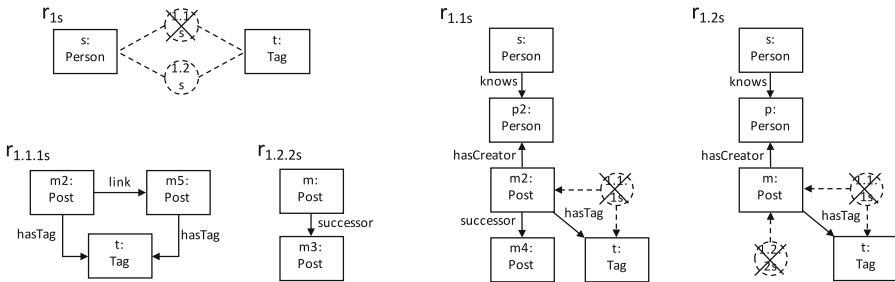 r1s
s:
Person
1.1
s
1.2
s
t:
Tag
r1.1.1s
m2:
Post
link
m5:
Post
hasTag
hasTag
t:
Tag
r1.2.2s
m:
Post
successor
m3:
Post
r1.1s
s:
Person
knows
p2:
Person
hasCreator
m2:
Post
1.1.
1s
successor
hasTag
m4:
Post
t:
Tag
r1.2s
s:
Person
knows
p:
Person
hasCreator
m:
Post
1.1.
1s
hasTag
1.2.
2s
t:
Tag